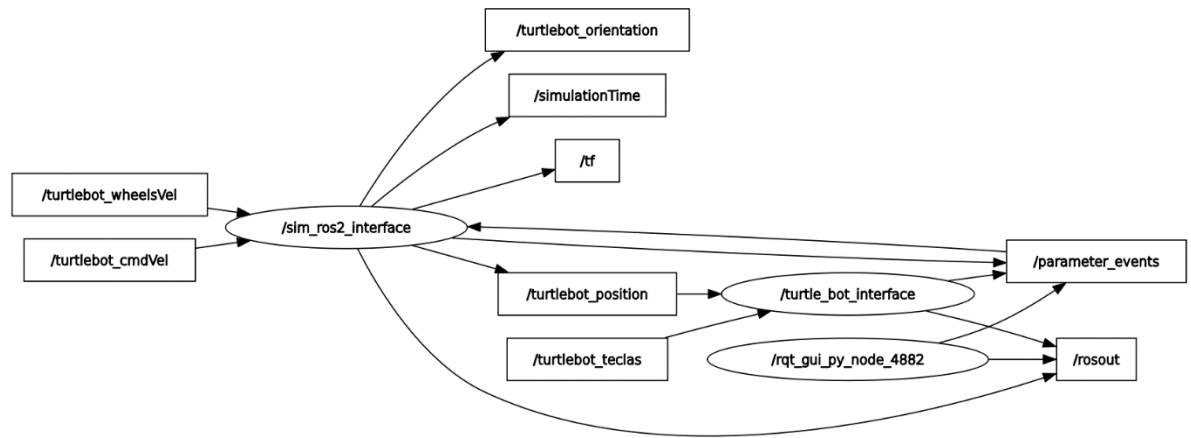 /turtlebot_orientation
/simulationTime
/tf
/turtlebot_wheelsVel
/sim_ros2_interface
/turtlebot_cmdVel
/parameter_events
/turtlebot_position
/turtle_bot_interface
/turtlebot_teclas
/rqt_gui_py_node_4882
/rosout